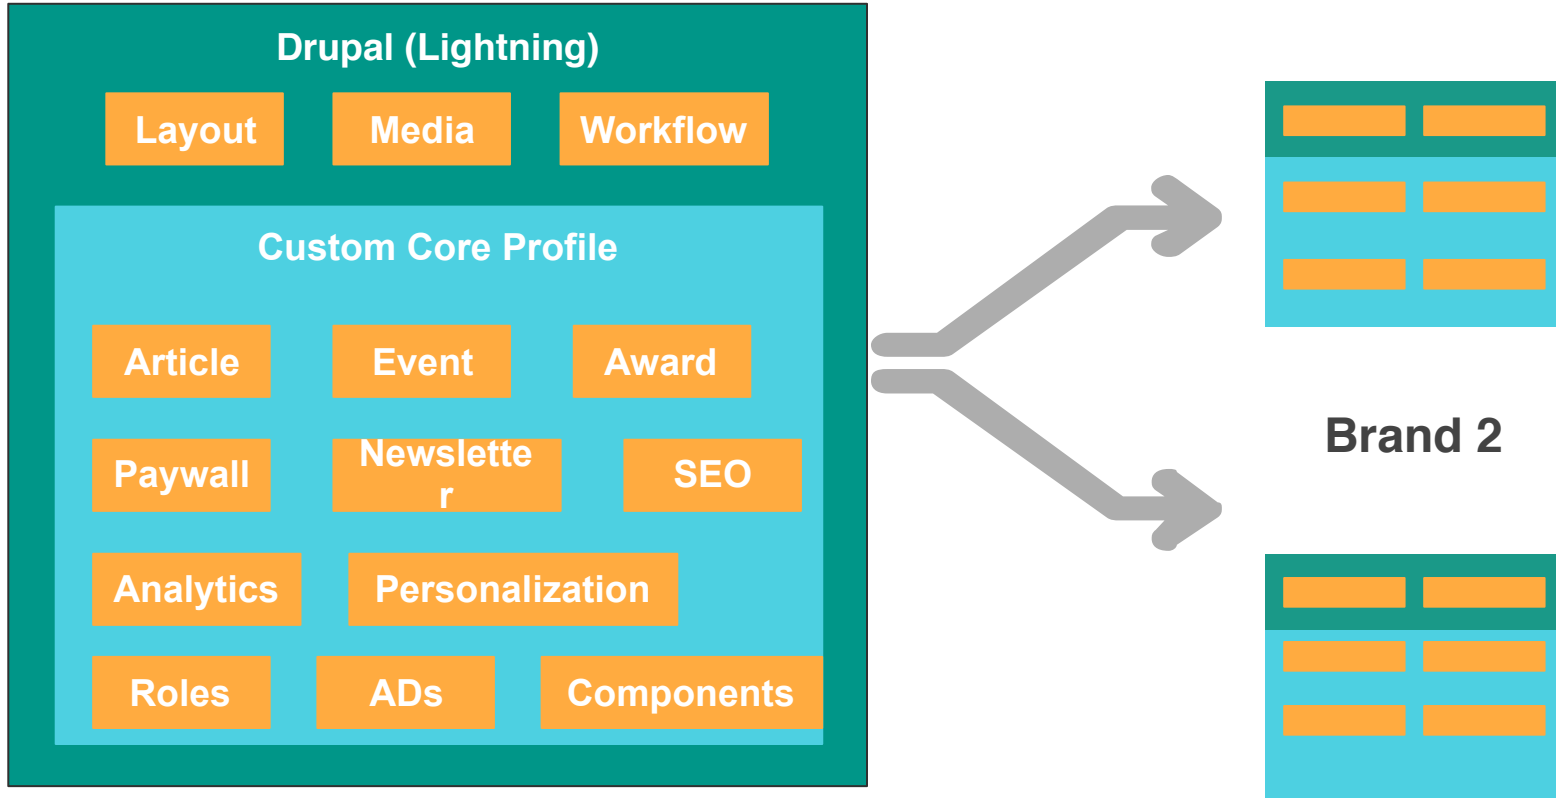 Drupal (Lightning)
Layout
Media
Workflow
Custom Core Profile
Article
Event
Award
Paywall
Newslette
r
SEO
Analytics
Personalization
Roles
ADs
Components
Brand 2